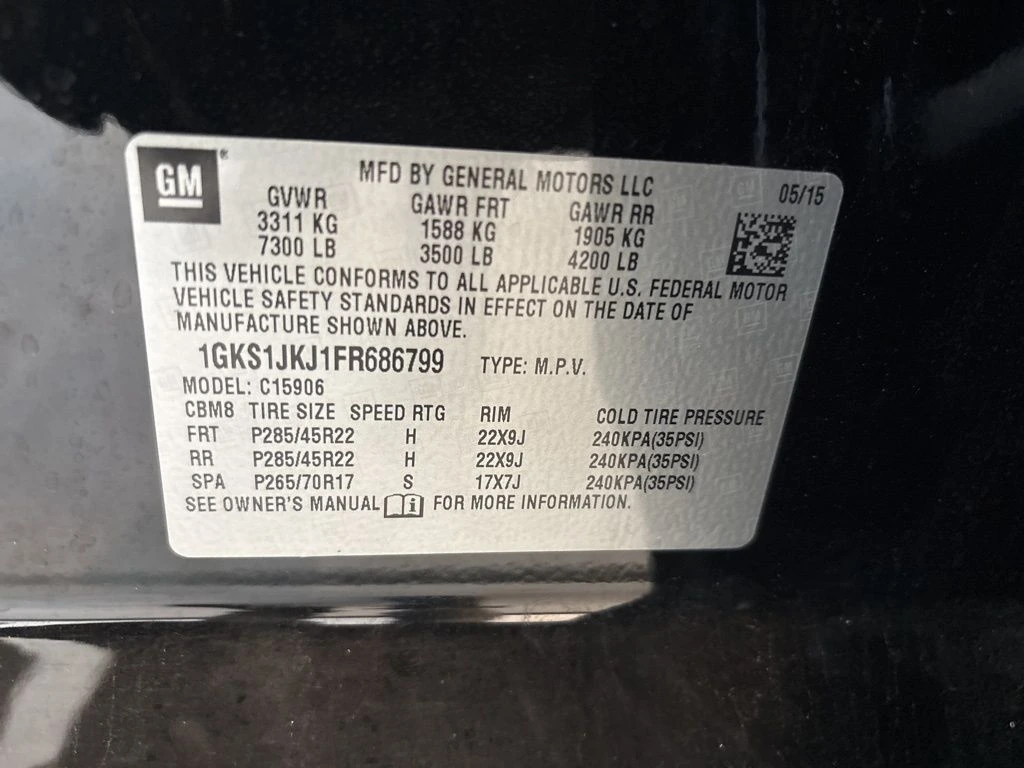 GM® MFD BY GENERAL MOTORS LLC 05/15
GVWR GAWR FRT GAWR RR
3311 KG 1588 KG 1905 KG
7300 LB 3500 LB 4200 LB
THIS VEHICLE CONFORMS TO ALL APPLICABLE U.S. FEDERAL MOTOR
VEHICLE SAFETY STANDARDS IN EFFECT ON THE DATE OF
MANUFACTURE SHOWN ABOVE.
1GKS1JKJ1FR686799 TYPE: M.P.V.
MODEL: C15906
CBM8 TIRE SIZE SPEED RTG RIM COLD TIRE PRESSURE
FRT P285/45R22 H 22X9J 240KPA(35PSI)
RR P285/45R22 H 22X9J 240KPA(35PSI)
SPA P265/70R17 S 17X7J 240KPA(35PSI)
SEE OWNER'S MANUAL i FOR MORE INFORMATION.